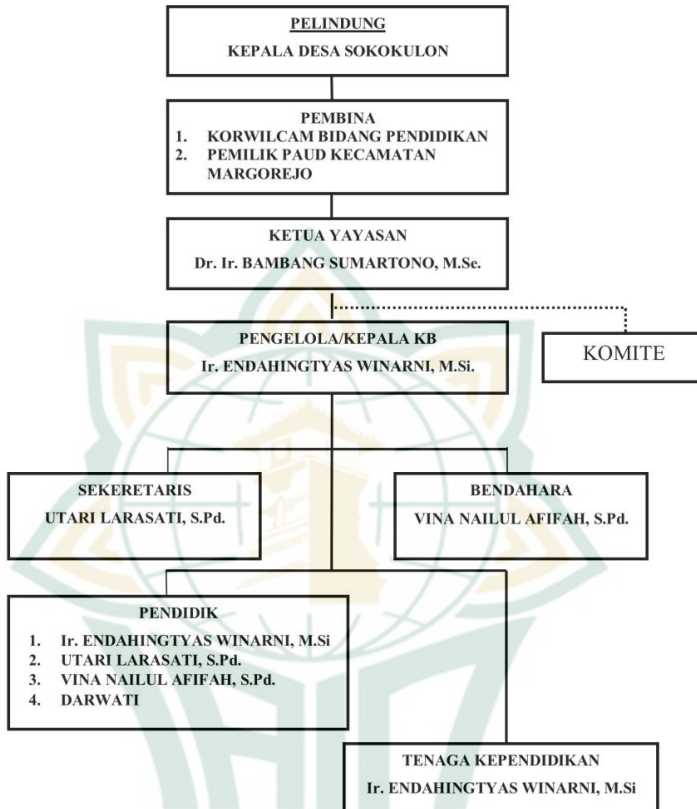 PELINDUNG
KEPALA DESA SOKOKULON
PEMBINA
1. KORWILCAM BIDANG PENDIDIKAN
2. PEMILIK PAUD KECAMATAN
MARGOREJO
KETUA YAYASAN
Dr. Ir. BAMBANG SUMARTONO, M.Se.
PENGELOLA/KEPALA KB
Ir. ENDAHINGTYAS WINARNI, M.Si.
KOMITE
SEKERETARIS
UTARI LARASATI, S.Pd.
BENDAHARA
VINA NAILUL AFIFAH, S.Pd.
PENDIDIK
1. Ir. ENDAHINGTYAS WINARNI, M.Si
2. UTARI LARASATI, S.Pd.
3. VINA NAILUL AFIFAH, S.Pd.
4. DARWATI
TENAGA KEPENDIDIKAN
Ir. ENDAHINGTYAS WINARNI, M.Si